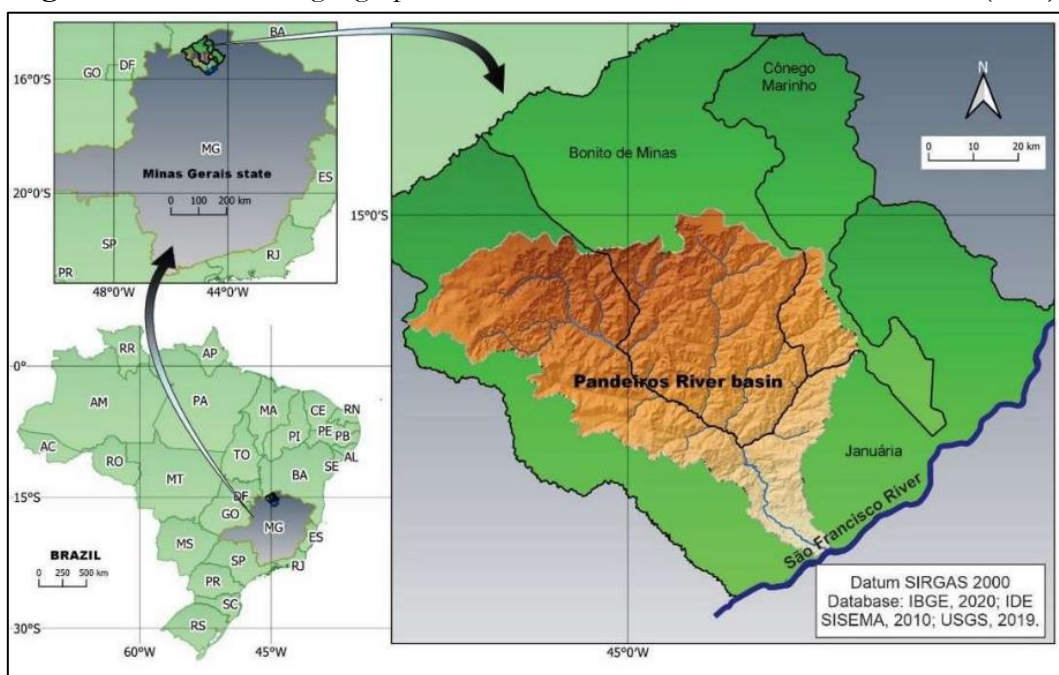 BA
DF
GO
16°0'S
MG
Minas Gerais state
0 100 200 km
ES
20°0'S
SP
RJ
PR
48°0'W
44°0'W
RR
AP
0°
AM
PA
MA
CE
RN
PI
PE
PB
AC
RO
TO
AL
SE
MT
BA
15°S
DF
GO
MG
ES
MS
BRAZIL
0 250 500 km
SP
RJ
PR
SC
RS
30°S
60°W
45°W
Cônego
Marinho
N
0 10 20 km
Bonito de Minas
15°0'S
Pandeiros River basin
Januária
São Francisco River
Datum SIRGAS 2000
Database: IBGE, 2020; IDE
SISEMA, 2010; USGS, 2019.
45°0'W